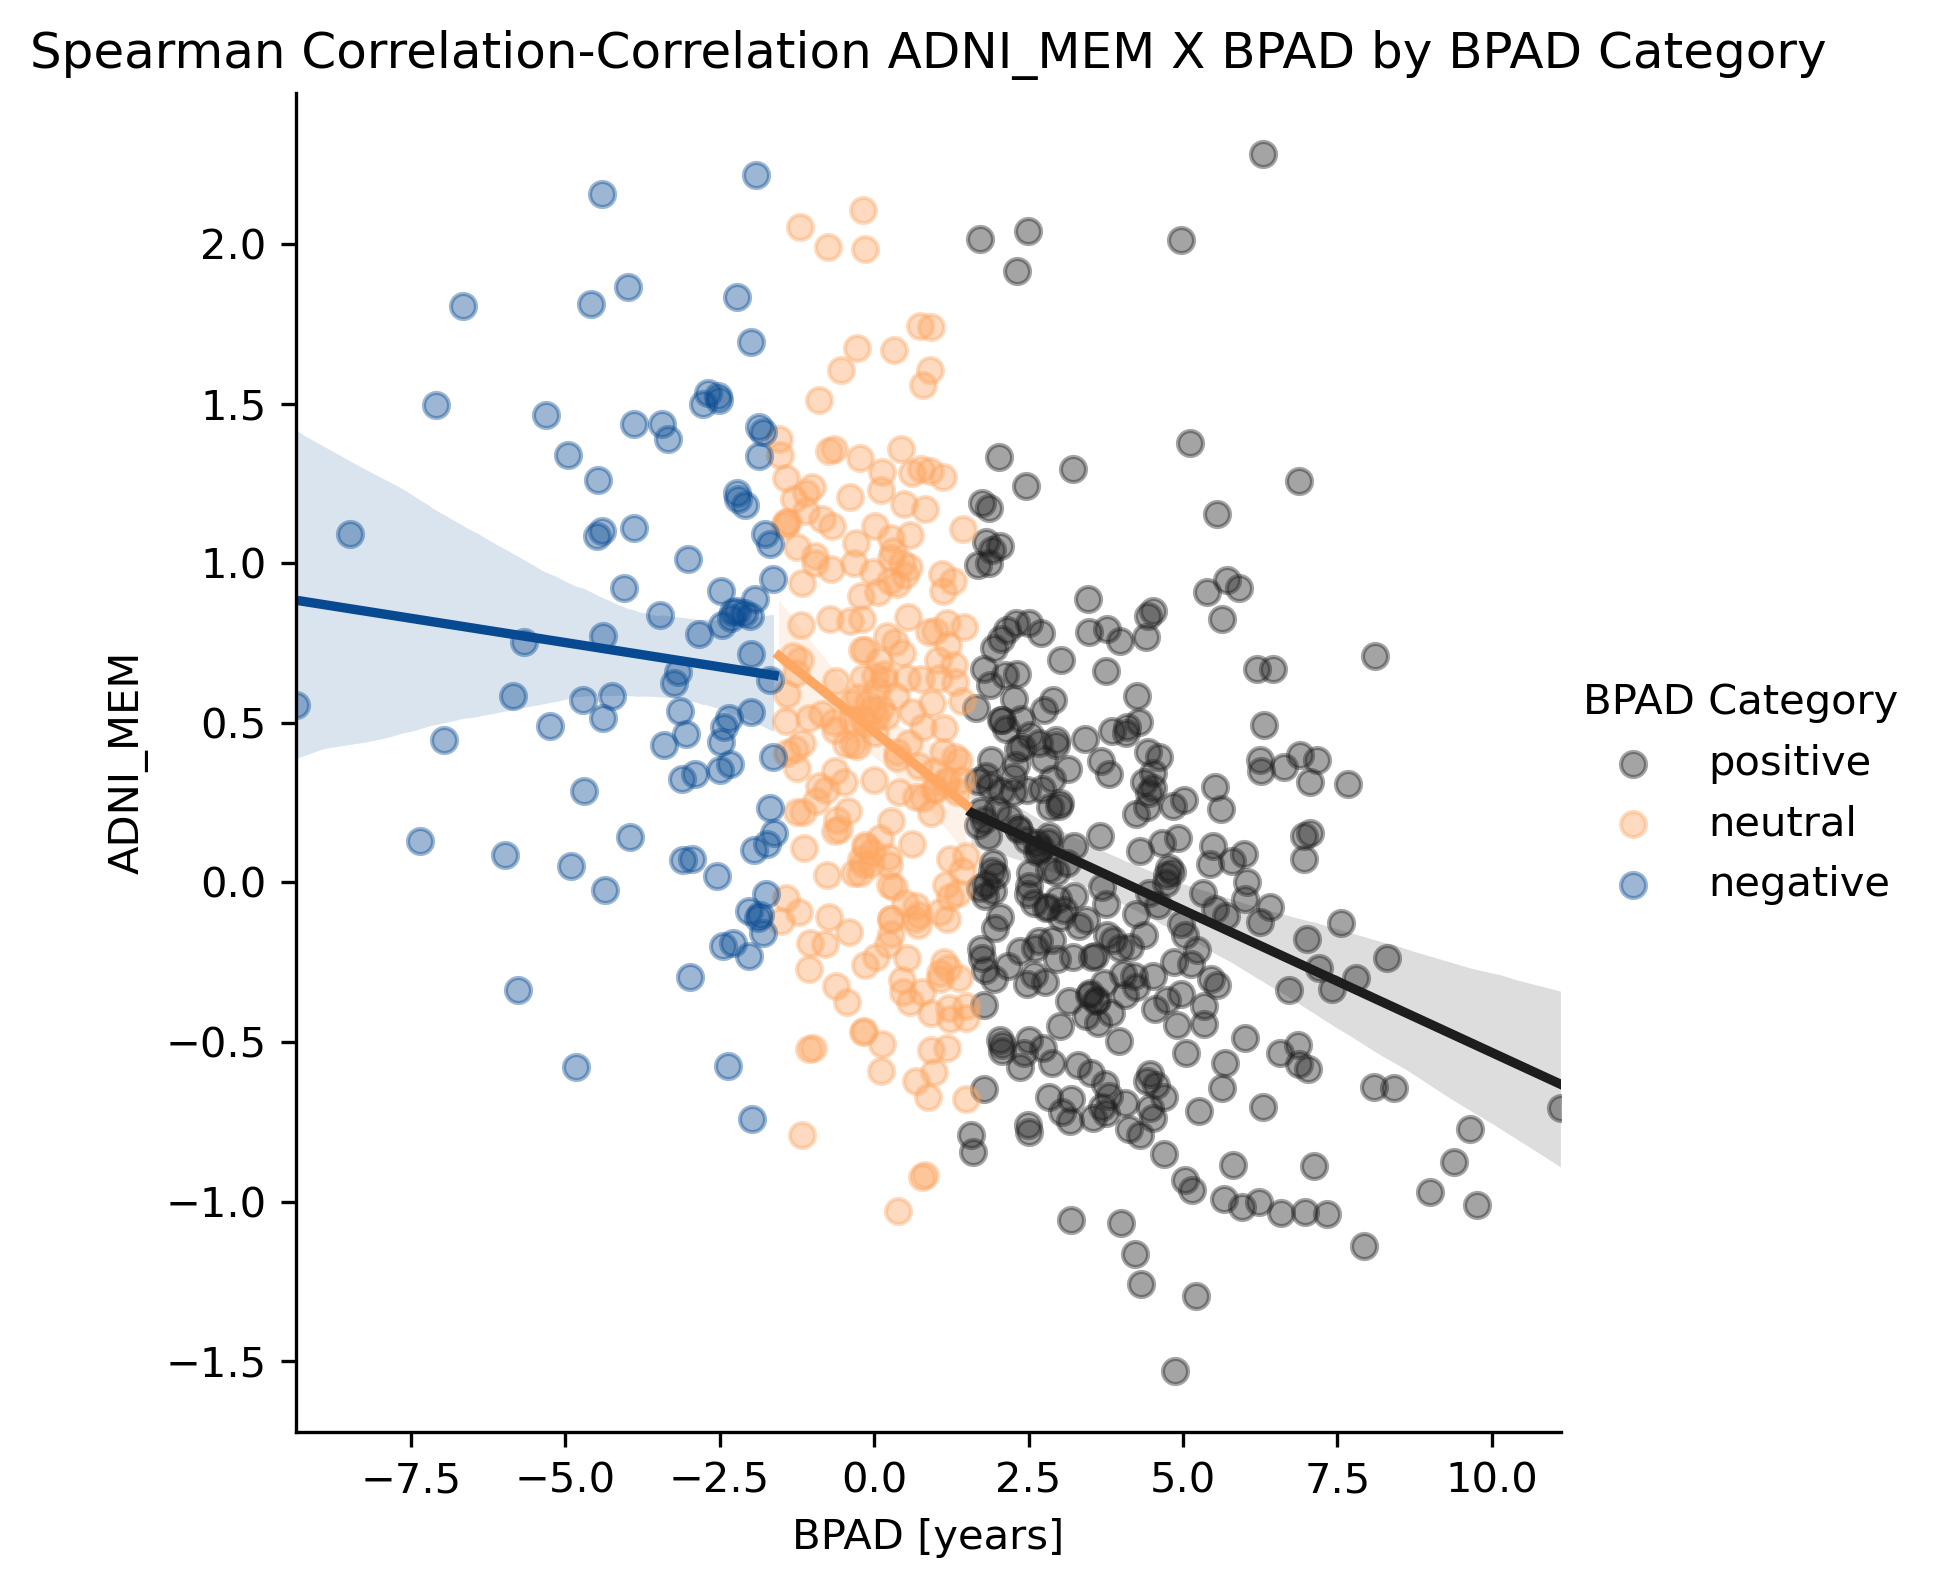 Spearman Correlation-Correlation ADNI_MEM X BPAD by BPAD Category
ADNI_MEM
2.0
1.5
1.0
0.5
0.0
−0.5
−1.0
−1.5
−7.5
−5.0
−2.5
0.0
2.5
5.0
7.5
10.0
BPAD [years]
BPAD Category
positive
neutral
negative